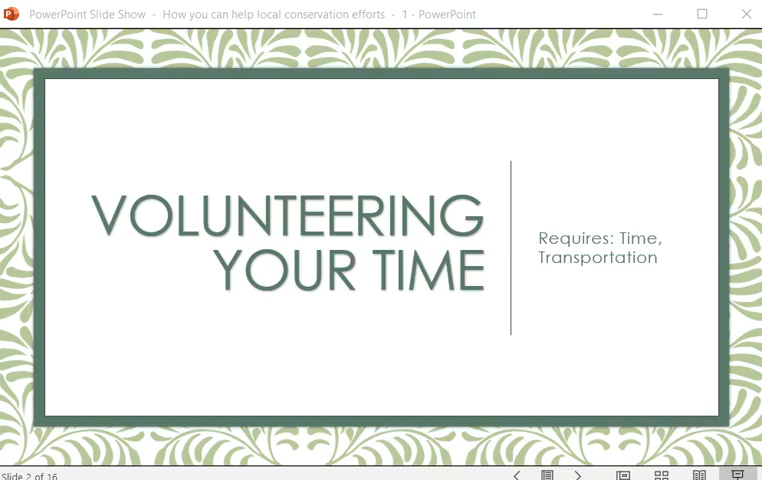 PowerPoint Slide Show - How you can help local conservation efforts - 1 - PowerPoint
VOLUNTEERING
YOUR TIME
Requires: Time,
Transportation
Slide 2 of 16